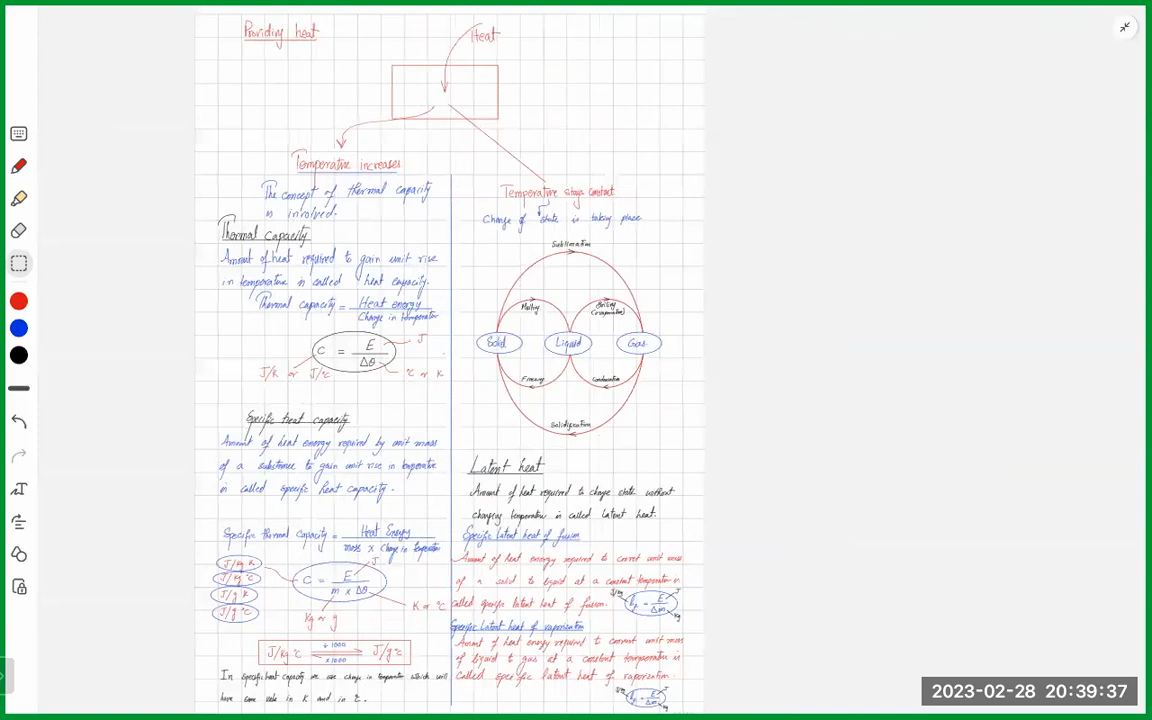 Providing heat
Heat
Temperature increases
The concept of thermal capacity
is involved.
Thermal Capacity
Amount of heat required to gain unit rise
in temperature is called heat capacity.
Thermal capacity = Heat energy
Change in temperature
C = E
Δθ
J
J/K or J/°C
°C or K
Specific heat capacity
Amount of heat energy required by unit mass
of a substance to gain unit rise in temperature
is called specific heat capacity.
Specific thermal capacity = Heat Energy
mass x Change in temperature
J/kg K
J/kg °C
J/g K
J/g °C
C = E
m x Δθ
J
K or °C
Kg or g
J/kg °C
÷ 1000
x 1000
J/g °C
In specific heat capacity we use change in temperature which will
have same value in K and in °C.
Temperature stays constant
Change of state is taking place
Sublimation
Melting
Boiling
(evaporation)
Solid
Liquid
Gas
Freezing
Condensation
Solidification
Latent heat
Amount of heat required to change state without
changing temperature is called latent heat.
Specific latent heat of fusion
Amount of heat energy required to convert unit mass
of a solid to liquid at a constant temperature is
called specific latent heat of fusion.
J/kg
= E
Δm
J
kg
Specific latent heat of vaporization
Amount of heat energy required to convert unit mass
of liquid to gas at a constant temperature is
called specific latent heat of vaporisation.
J/kg
= E
Δm
kg
2023-02-28 20:39:37